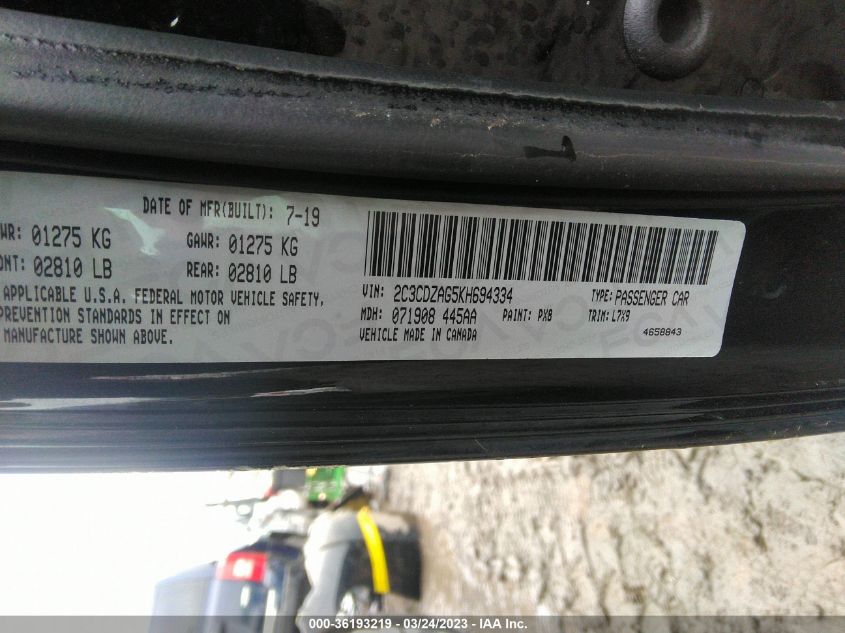 DATE OF MFR(BUILT): 7-19
WR: 01275 KG GAWR: 01275 KG
ONT: 02810 LB REAR: 02810 LB
APPLICABLE U.S.A. FEDERAL MOTOR VEHICLE SAFETY,
PREVENTION STANDARDS IN EFFECT ON
MANUFACTURE SHOWN ABOVE.
VIN: 2C3CDZAG5KH694334 TYPE: PASSENGER CAR
MDH: 071908 445AA PAINT: PX8 TRIM: L7X9
VEHICLE MADE IN CANADA 4658843
000-36193219 - 03/24/2023 - IAA Inc.